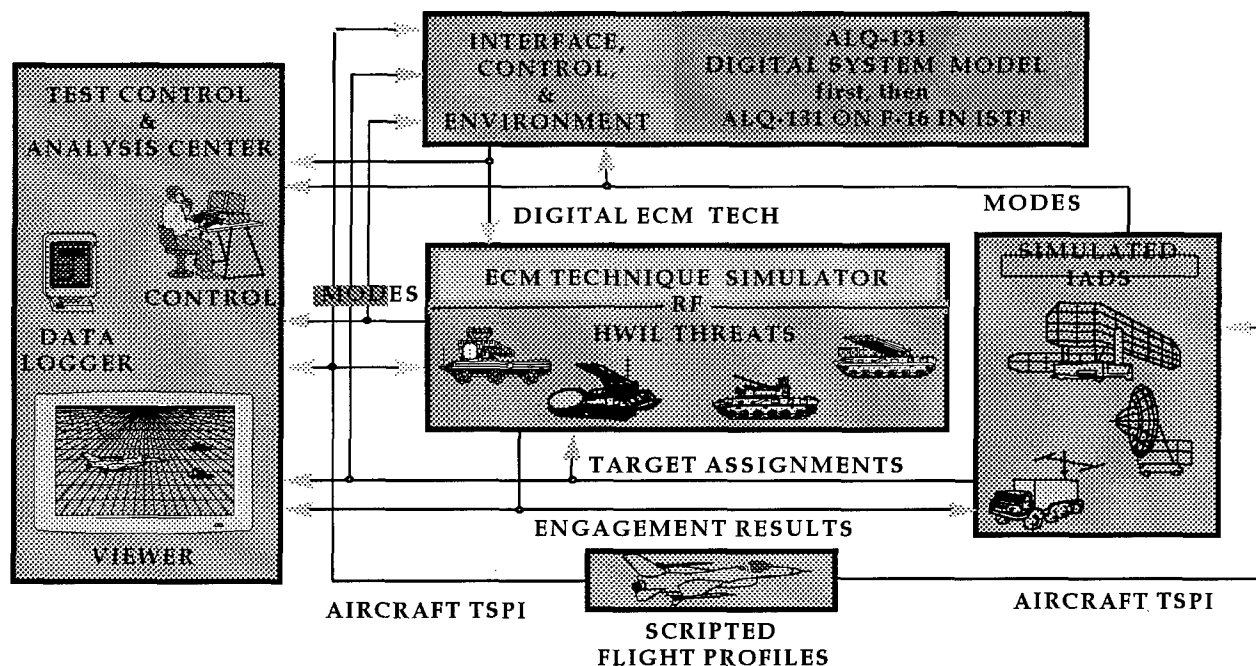 TEST CONTROL
&
ANALYSIS CENTER
CONTROL
DATA
LOGGER
VIEWER
INTERFACE,
CONTROL,
&
ENVIRONMENT
ALQ-131
DIGITAL SYSTEM MODEL
first, then
ALQ-131 ON F-16 IN ISTF
DIGITAL ECM TECH
MODES
ECM TECHNIQUE SIMULATOR
RF
HWIL THREATS
MODES
SIMULATED
IADS
TARGET ASSIGNMENTS
ENGAGEMENT RESULTS
AIRCRAFT TSPI
SCRIPTED
FLIGHT PROFILES
AIRCRAFT TSPI